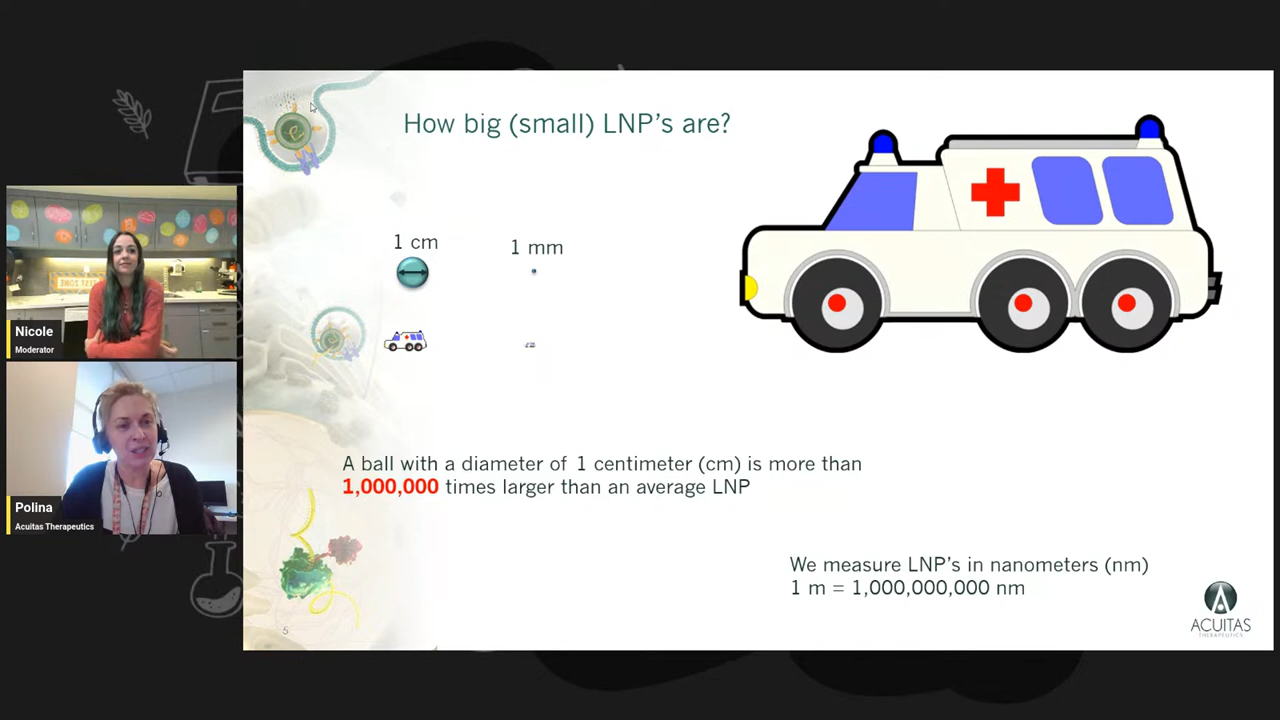 How big (small) LNP's are?
1 cm
1 mm
A ball with a diameter of 1 centimeter (cm) is more than
1,000,000 times larger than an average LNP
We measure LNP's in nanometers (nm)
1 m = 1,000,000,000 nm
ACUITAS
THERAPEUTICS
5
Nicole
Moderator
Polina
Acuitas Therapeutics